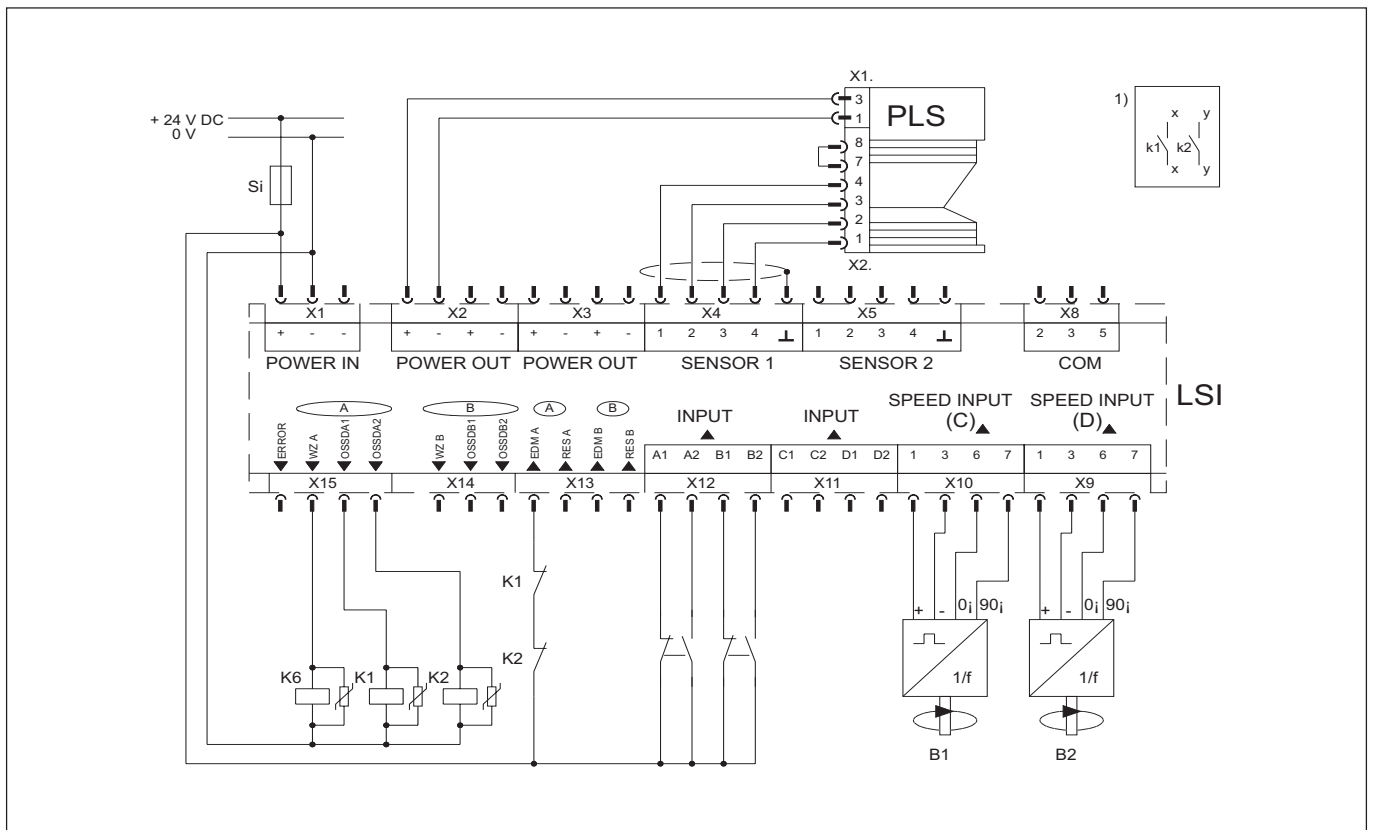 X1.
3
1
PLS
8
7
4
3
2
1
X2.
1)
x y
k1 k2
x y
+ 24 V DC
0 V
Si
X1 X2 X3 X4 X5 X8
+ - - + - + - + - + - 1 2 3 4 ⊥ 1 2 3 4 ⊥ 2 3 5
POWER IN POWER OUT POWER OUT SENSOR 1 SENSOR 2 COM
LSI
A B A B
ERROR WZ A OSSDA1 OSSDA2 WZ B OSSDB1 OSSDB2 EDM A RES A EDM B RES B
INPUT INPUT SPEED INPUT SPEED INPUT
(C) (D)
A1 A2 B1 B2 C1 C2 D1 D2 1 3 6 7 1 3 6 7
X15 X14 X13 X12 X11 X10 X9
K1
K2
+ - 0¡ 90¡ + - 0¡ 90¡
K6 K1 K2
1/f 1/f
B1 B2